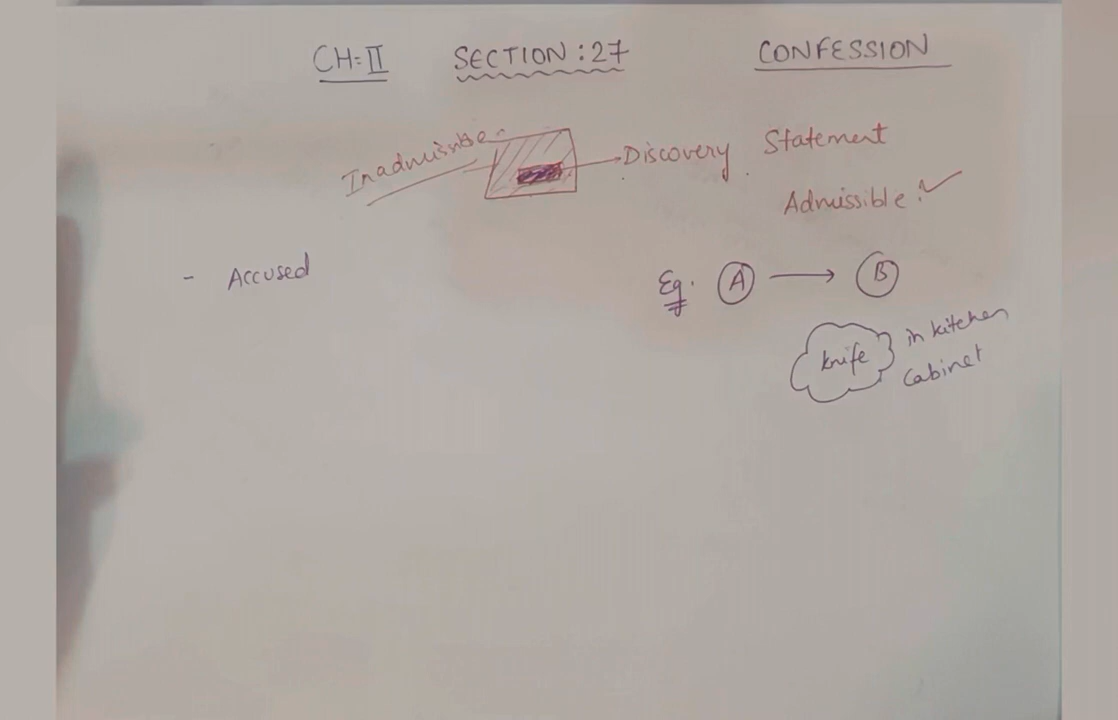 CH:II SECTION:27 CONFESSION
Inadmissible
Discovery Statement
Admissible
- Accused
Eg. A → B
knife in kitchen
cabinet